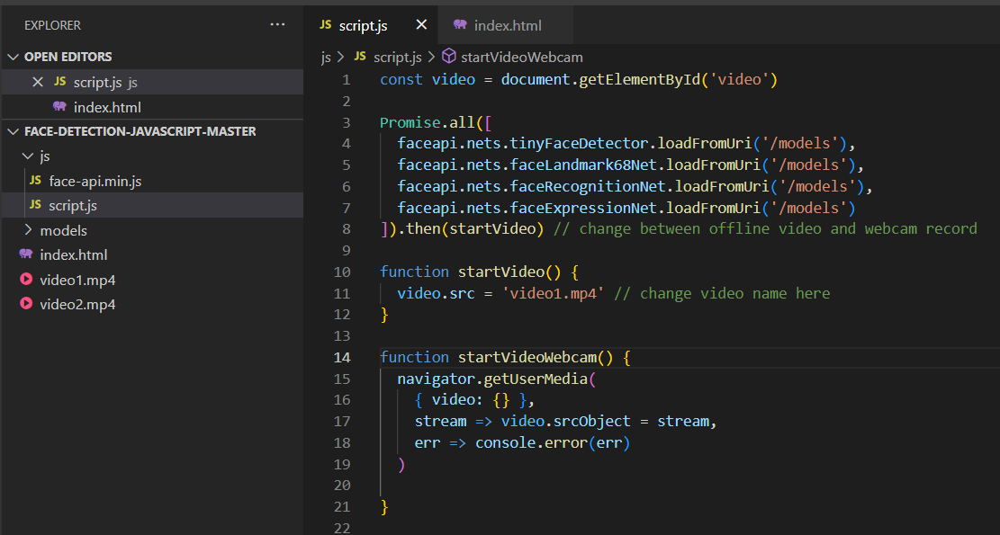 EXPLORER ...
OPEN EDITORS
JS script.js js
index.html
FACE-DETECTION-JAVASCRIPT-MASTER
js
JS face-api.min.js
JS script.js
models
index.html
video1.mp4
video2.mp4
JS script.js
index.html
js > JS script.js > startVideoWebcam
1 const video = document.getElementById('video')
2
3 Promise.all([
4 faceapi.nets.tinyFaceDetector.loadFromUri('/models'),
5 faceapi.nets.faceLandmark68Net.loadFromUri('/models'),
6 faceapi.nets.faceRecognitionNet.loadFromUri('/models'),
7 faceapi.nets.faceExpressionNet.loadFromUri('/models')
8 ]).then(startVideo) // change between offline video and webcam record
9
10 function startVideo() {
11 video.src = 'video1.mp4' // change video name here
12 }
13
14 function startVideoWebcam() {
15 navigator.getUserMedia(
16 { video: {} },
17 stream => video.srcObject = stream,
18 err => console.error(err)
19 )
20
21 }
22